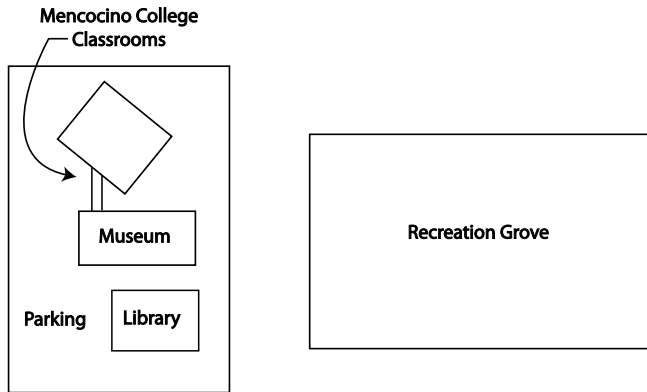 Mencocino College
Classrooms
Museum
Recreation Grove
Parking
Library